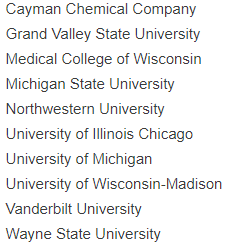 Cayman Chemical Company
Grand Valley State University
Medical College of Wisconsin
Michigan State University
Northwestern University
University of Illinois Chicago
University of Michigan
University of Wisconsin-Madison
Vanderbilt University
Wayne State University